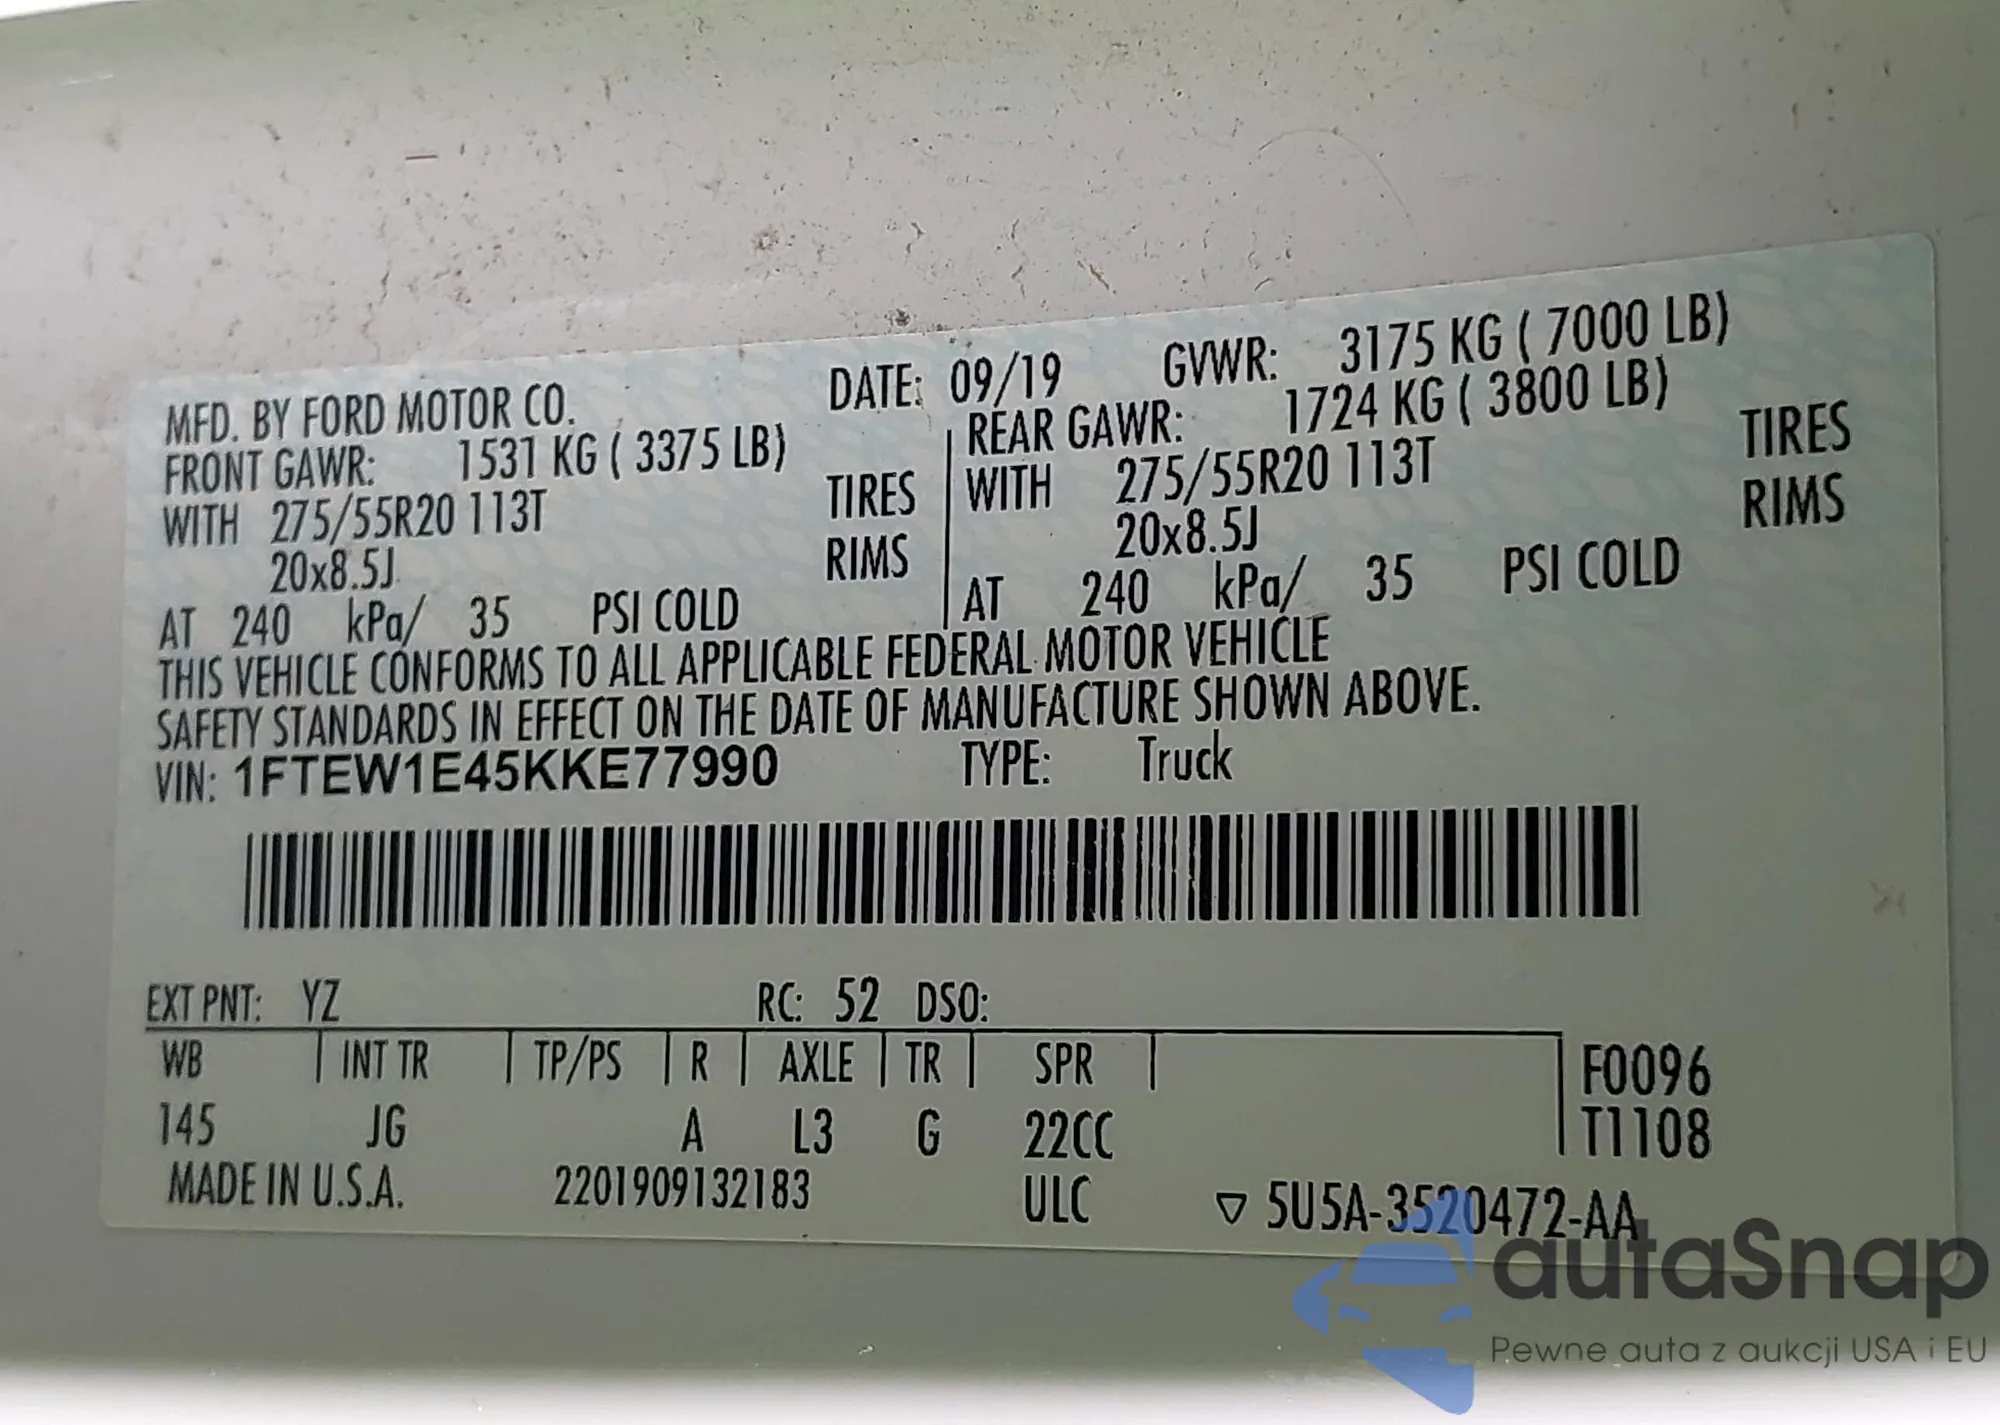 MFD. BY FORD MOTOR CO. DATE: 09/19 GVWR: 3175 KG ( 7000 LB)
FRONT GAWR: 1531 KG ( 3375 LB) REAR GAWR: 1724 KG ( 3800 LB)
WITH 275/55R20 113T TIRES WITH 275/55R20 113T TIRES
20x8.5J RIMS 20x8.5J RIMS
AT 240 kPa/ 35 PSI COLD AT 240 kPa/ 35 PSI COLD
THIS VEHICLE CONFORMS TO ALL APPLICABLE FEDERAL MOTOR VEHICLE
SAFETY STANDARDS IN EFFECT ON THE DATE OF MANUFACTURE SHOWN ABOVE.
VIN: 1FTEW1E45KKE77990 TYPE: Truck
EXT PNT: YZ RC: 52 DSO:
WB INT TR TP/PS R AXLE TR SPR F0096
145 JG A L3 G 22CC T1108
MADE IN U.S.A. 2201909132183 ULC ▽ 5U5A-3520472-AA
autaSnap
Pewne auta z aukcji USA i EU